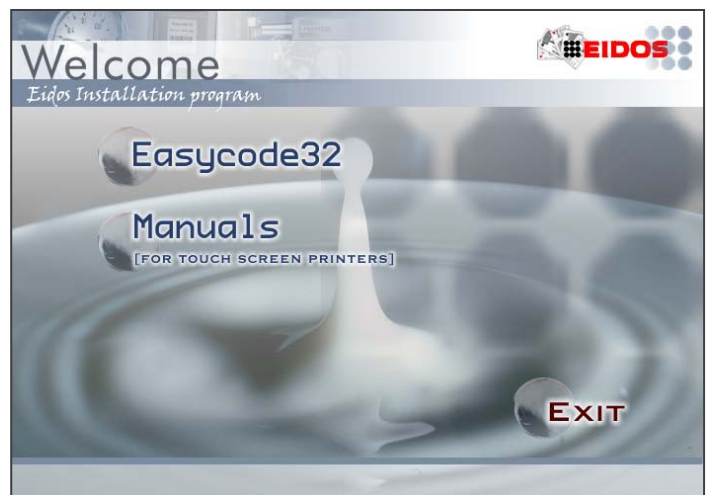 EIDOS
Welcome
Eidos Installation program
Easycode32
Manuals
[FOR TOUCH SCREEN PRINTERS]
EXIT